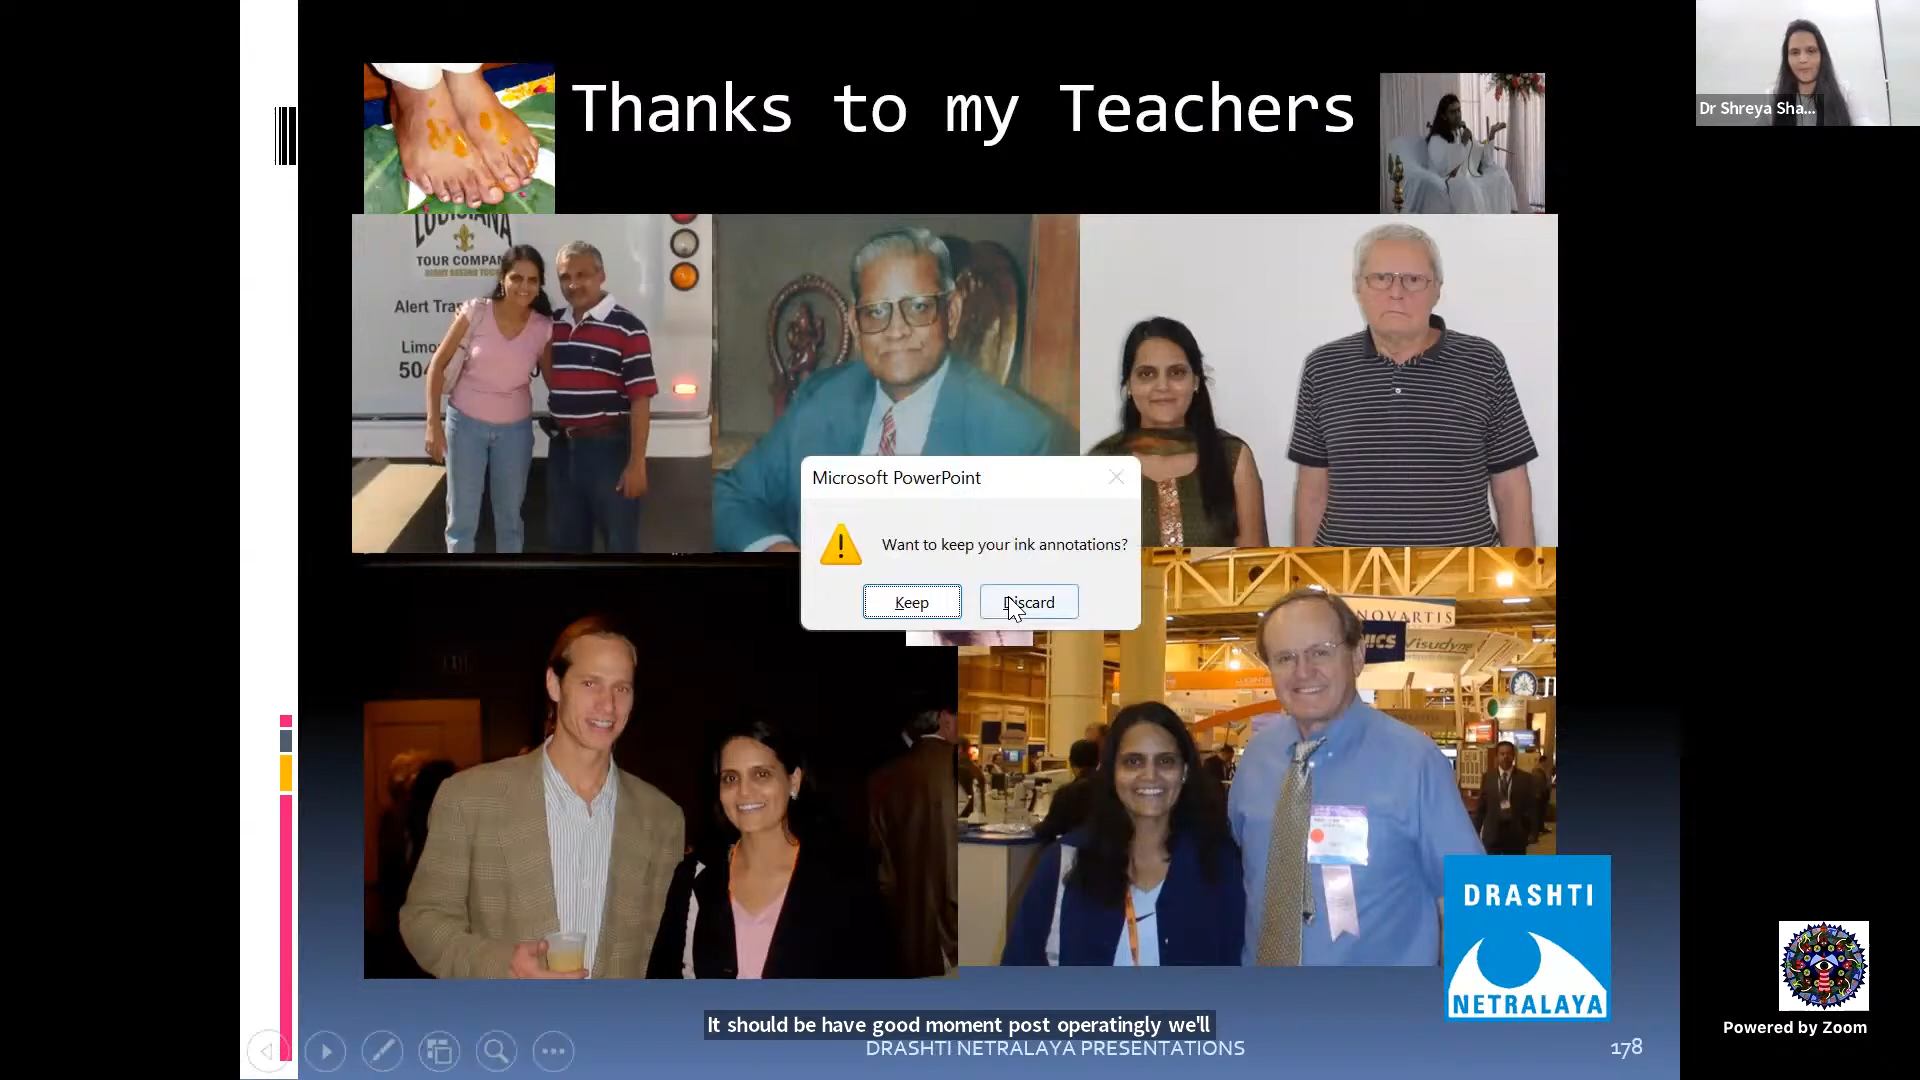 Thanks to my Teachers
Dr Shreya Sha...
LOUISIANA
TOUR COMPAN
Alert Tra
Limo
504
Microsoft PowerPoint
Want to keep your ink annotations?
Keep
Discard
NOVARTIS
Visudyne
DRASHTI
NETRALAYA
It should be have good moment post operatingly we'll
DRASHTI NETRALAYA PRESENTATIONS
178
Powered by Zoom